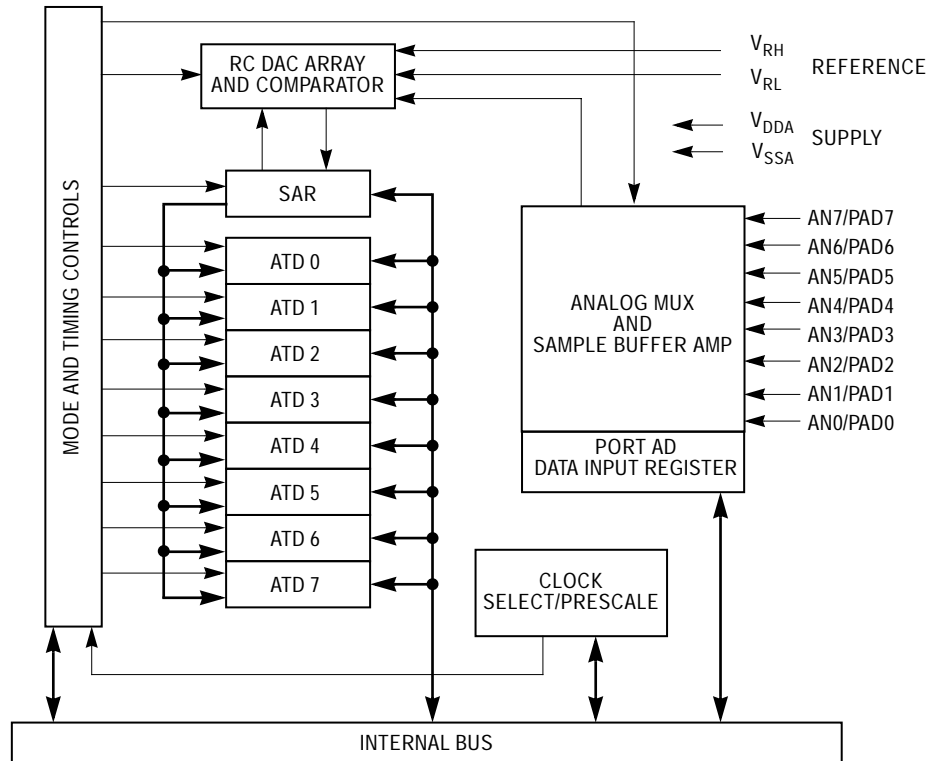 MODE AND TIMING CONTROLS
RC DAC ARRAY
AND COMPARATOR
VRH
VRL
REFERENCE
VDDA
VSSA
SUPPLY
SAR
ATD 0
ATD 1
ATD 2
ATD 3
ATD 4
ATD 5
ATD 6
ATD 7
ANALOG MUX
AND
SAMPLE BUFFER AMP
PORT AD
DATA INPUT REGISTER
AN7/PAD7
AN6/PAD6
AN5/PAD5
AN4/PAD4
AN3/PAD3
AN2/PAD2
AN1/PAD1
AN0/PAD0
CLOCK
SELECT/PRESCALE
INTERNAL BUS